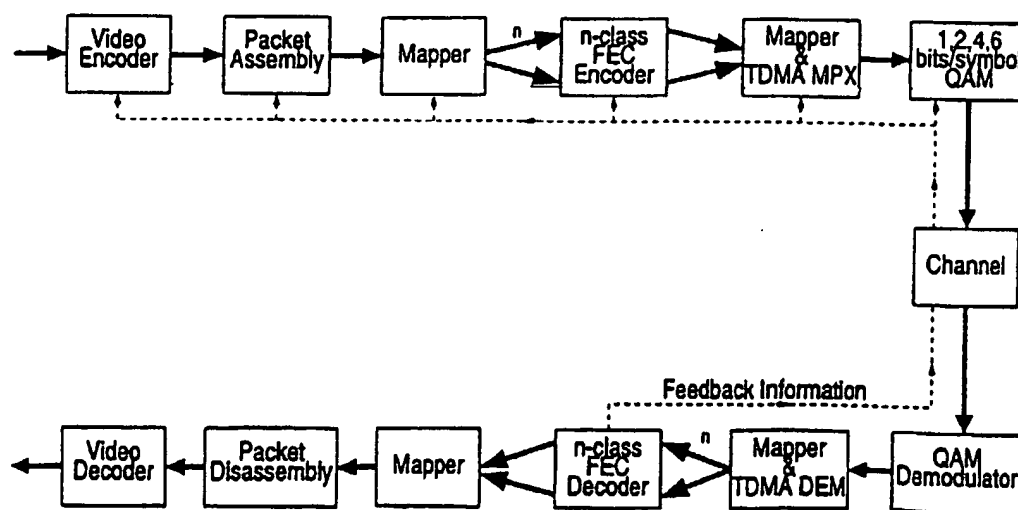 Video
Encoder
Packet
Assembly
Mapper
n
n-class
FEC
Encoder
Mapper
&
TDMA MPX
1,2,4,6
bits/symbol
QAM
Channel
Feedback Information
Video
Decoder
Packet
Disassembly
Mapper
n-class
FEC
Decoder
n
Mapper
&
TDMA DEM
QAM
Demodulator